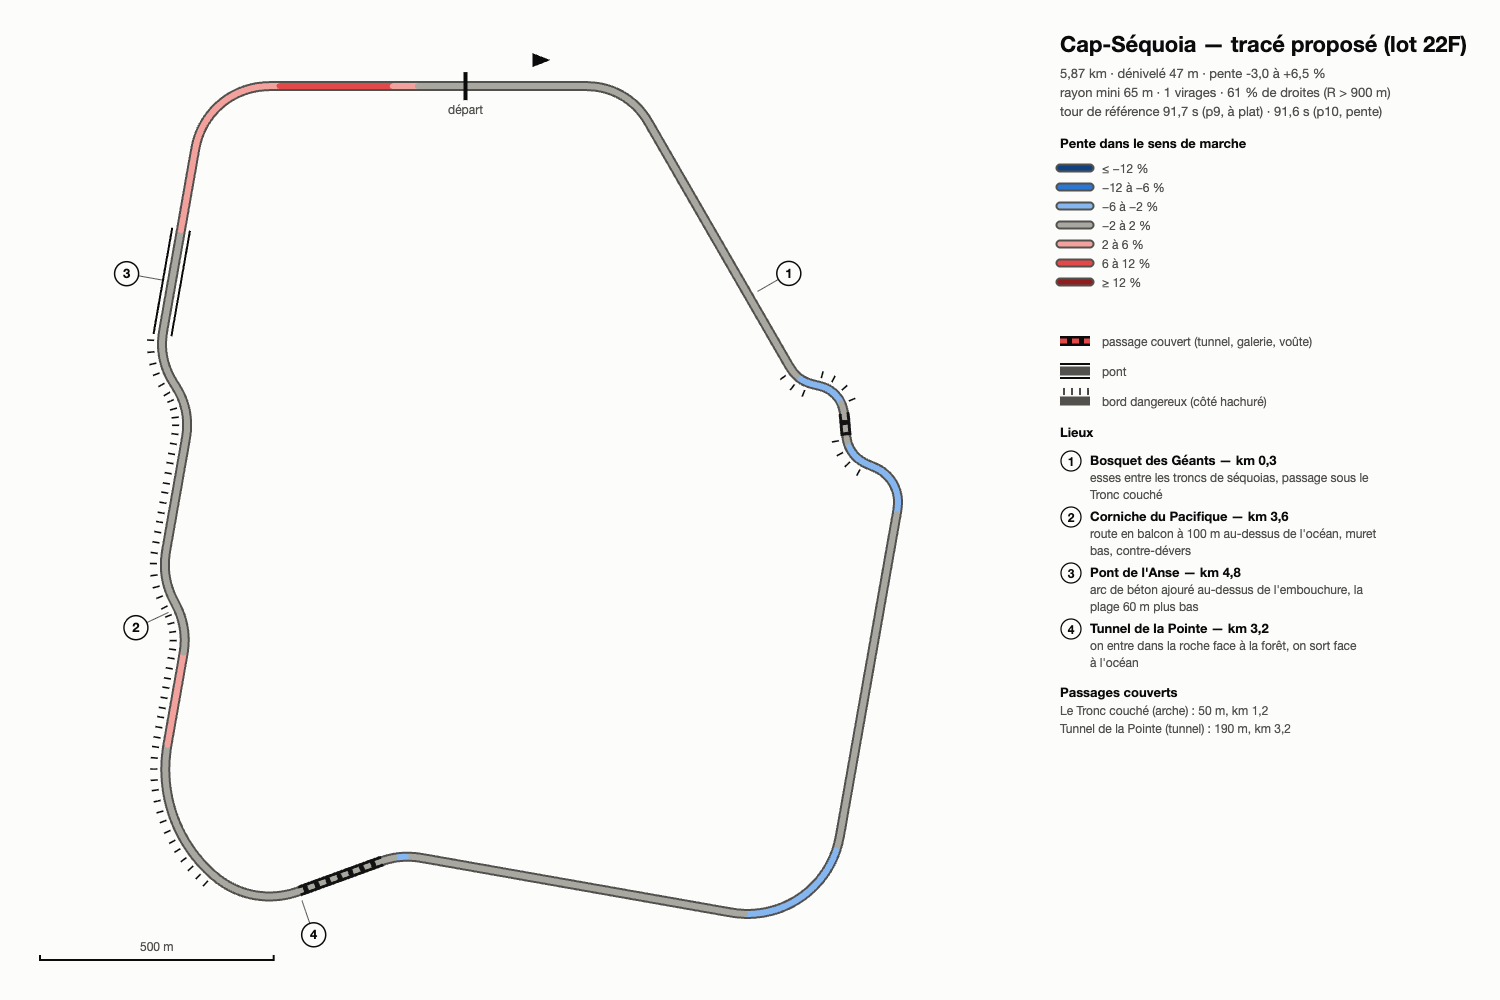 Cap-Séquoia — tracé proposé (lot 22F)
5,87 km · dénivelé 47 m · pente -3,0 à +6,5 %
rayon mini 65 m · 1 virages · 61 % de droites (R > 900 m)
tour de référence 91,7 s (p9, à plat) · 91,6 s (p10, pente)
Pente dans le sens de marche
≤ −12 %
−12 à −6 %
−6 à −2 %
−2 à 2 %
2 à 6 %
6 à 12 %
≥ 12 %
passage couvert (tunnel, galerie, voûte)
pont
bord dangereux (côté hachuré)
Lieux
1 Bosquet des Géants — km 0,3
esses entre les troncs de séquoias, passage sous le
Tronc couché
2 Corniche du Pacifique — km 3,6
route en balcon à 100 m au-dessus de l'océan, muret
bas, contre-dévers
3 Pont de l'Anse — km 4,8
arc de béton ajouré au-dessus de l'embouchure, la
plage 60 m plus bas
4 Tunnel de la Pointe — km 3,2
on entre dans la roche face à la forêt, on sort face
à l'océan
Passages couverts
Le Tronc couché (arche) : 50 m, km 1,2
Tunnel de la Pointe (tunnel) : 190 m, km 3,2
départ
1
3
2
4
500 m